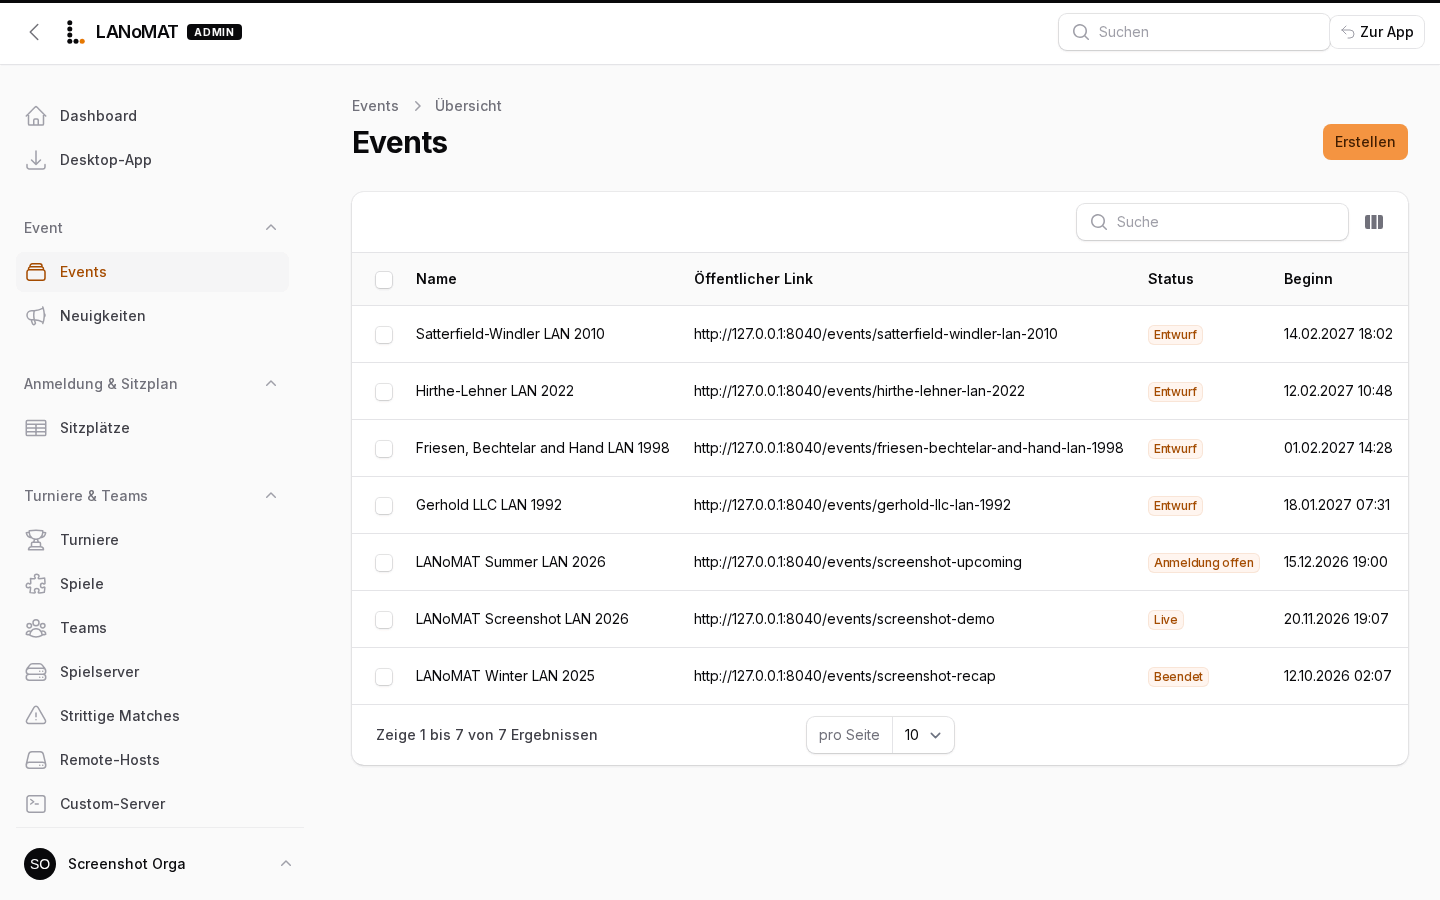 LANoMAT ADMIN
Suchen
Zur App
Dashboard
Desktop-App
Event
Events
Neuigkeiten
Anmeldung & Sitzplan
Sitzplätze
Turniere & Teams
Turniere
Spiele
Teams
Spielserver
Strittige Matches
Remote-Hosts
Custom-Server
SO Screenshot Orga
Events Übersicht
Events
Erstellen
Suche
Name Öffentlicher Link Status Beginn
Satterfield-Windler LAN 2010 http://127.0.0.1:8040/events/satterfield-windler-lan-2010 Entwurf 14.02.2027 18:02
Hirthe-Lehner LAN 2022 http://127.0.0.1:8040/events/hirthe-lehner-lan-2022 Entwurf 12.02.2027 10:48
Friesen, Bechtelar and Hand LAN 1998 http://127.0.0.1:8040/events/friesen-bechtelar-and-hand-lan-1998 Entwurf 01.02.2027 14:28
Gerhold LLC LAN 1992 http://127.0.0.1:8040/events/gerhold-llc-lan-1992 Entwurf 18.01.2027 07:31
LANoMAT Summer LAN 2026 http://127.0.0.1:8040/events/screenshot-upcoming Anmeldung offen 15.12.2026 19:00
LANoMAT Screenshot LAN 2026 http://127.0.0.1:8040/events/screenshot-demo Live 20.11.2026 19:07
LANoMAT Winter LAN 2025 http://127.0.0.1:8040/events/screenshot-recap Beendet 12.10.2026 02:07
Zeige 1 bis 7 von 7 Ergebnissen pro Seite 10